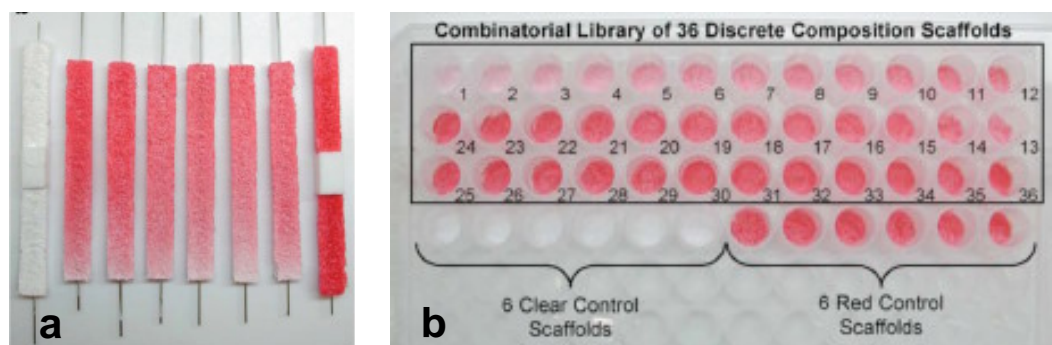 Combinatorial Library of 36 Discrete Composition Scaffolds
1 2 3 4 5 6 7 8 9 10 11 12
24 23 22 21 20 19 18 17 16 15 14 13
25 26 27 28 29 30 31 32 33 34 35 36
6 Clear Control
Scaffolds
6 Red Control
Scaffolds
a
b